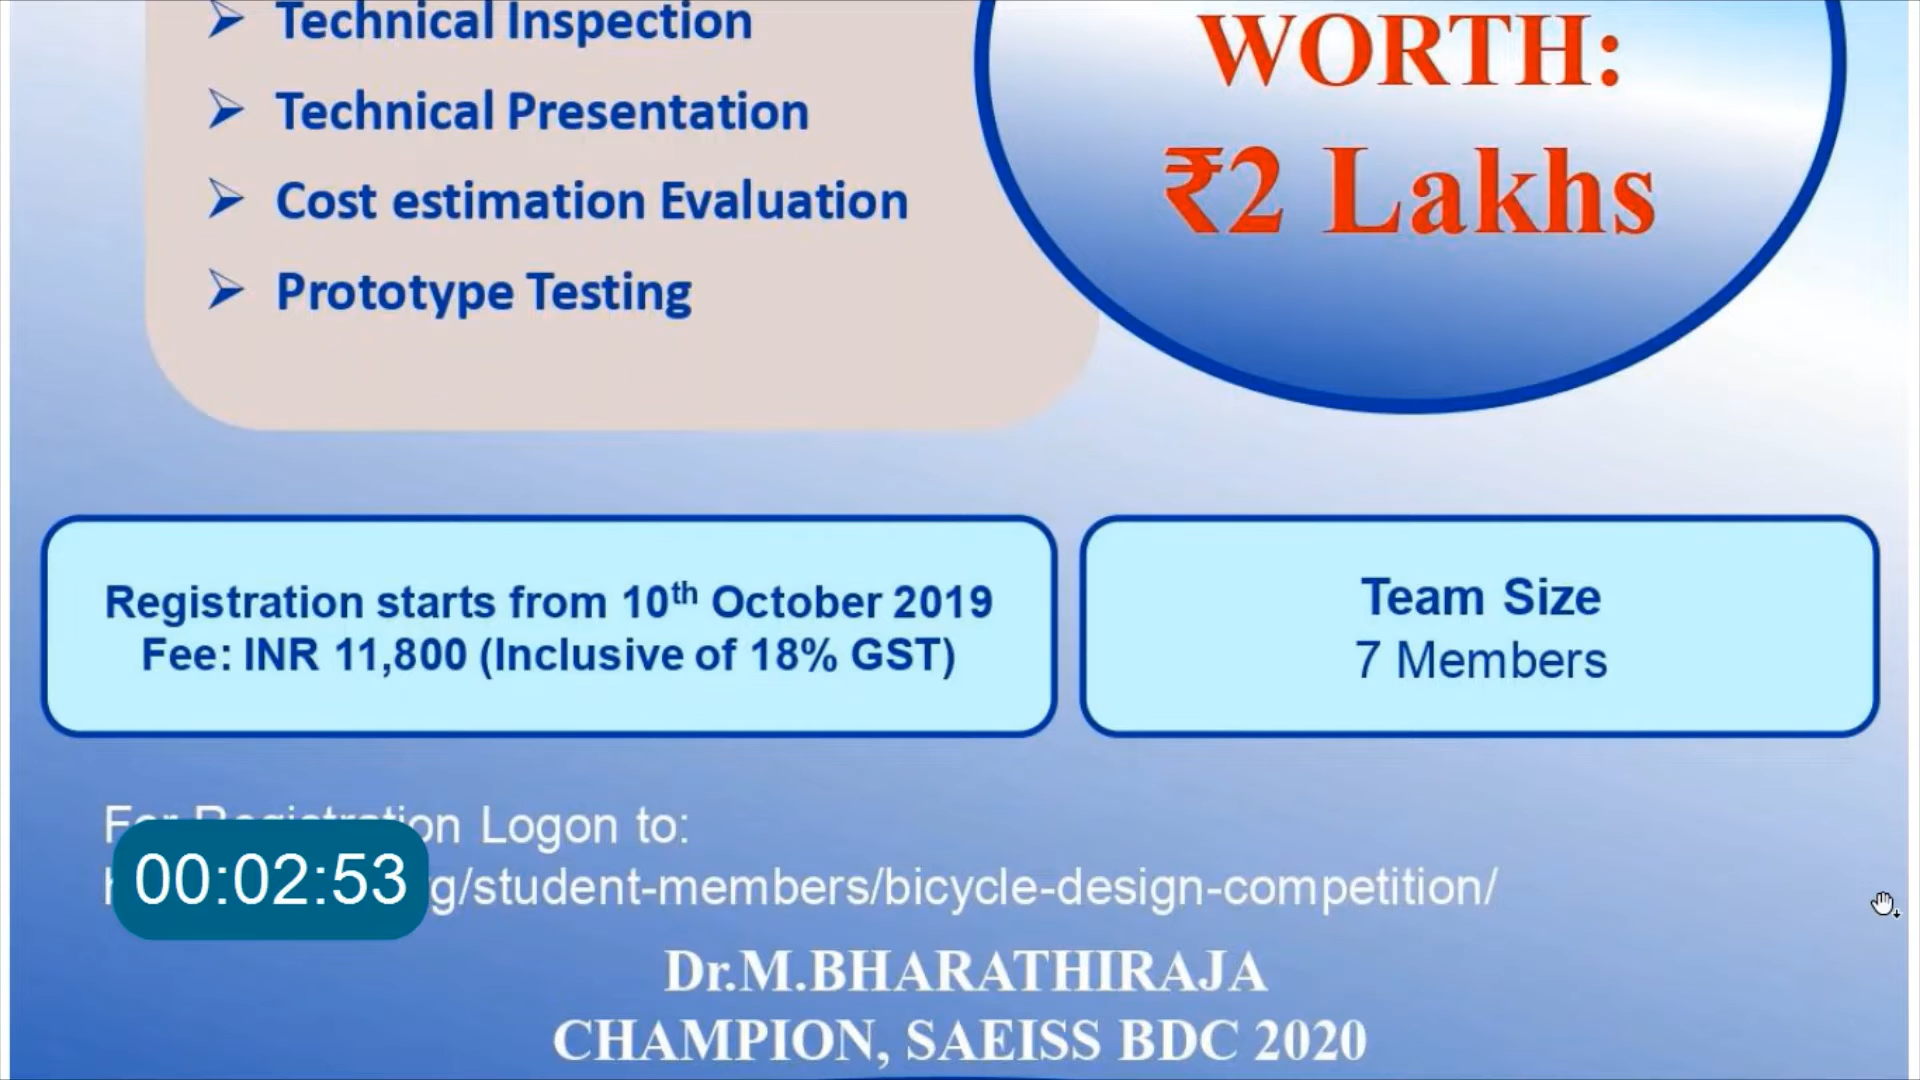 Technical Inspection
Technical Presentation
Cost estimation Evaluation
Prototype Testing
WORTH:
₹2 Lakhs
Registration starts from 10th October 2019
Fee: INR 11,800 (Inclusive of 18% GST)
Team Size
7 Members
Logon to:
g/student-members/bicycle-design-competition/
00:02:53
Dr.M.BHARATHIRAJA
CHAMPION, SAEISS BDC 2020